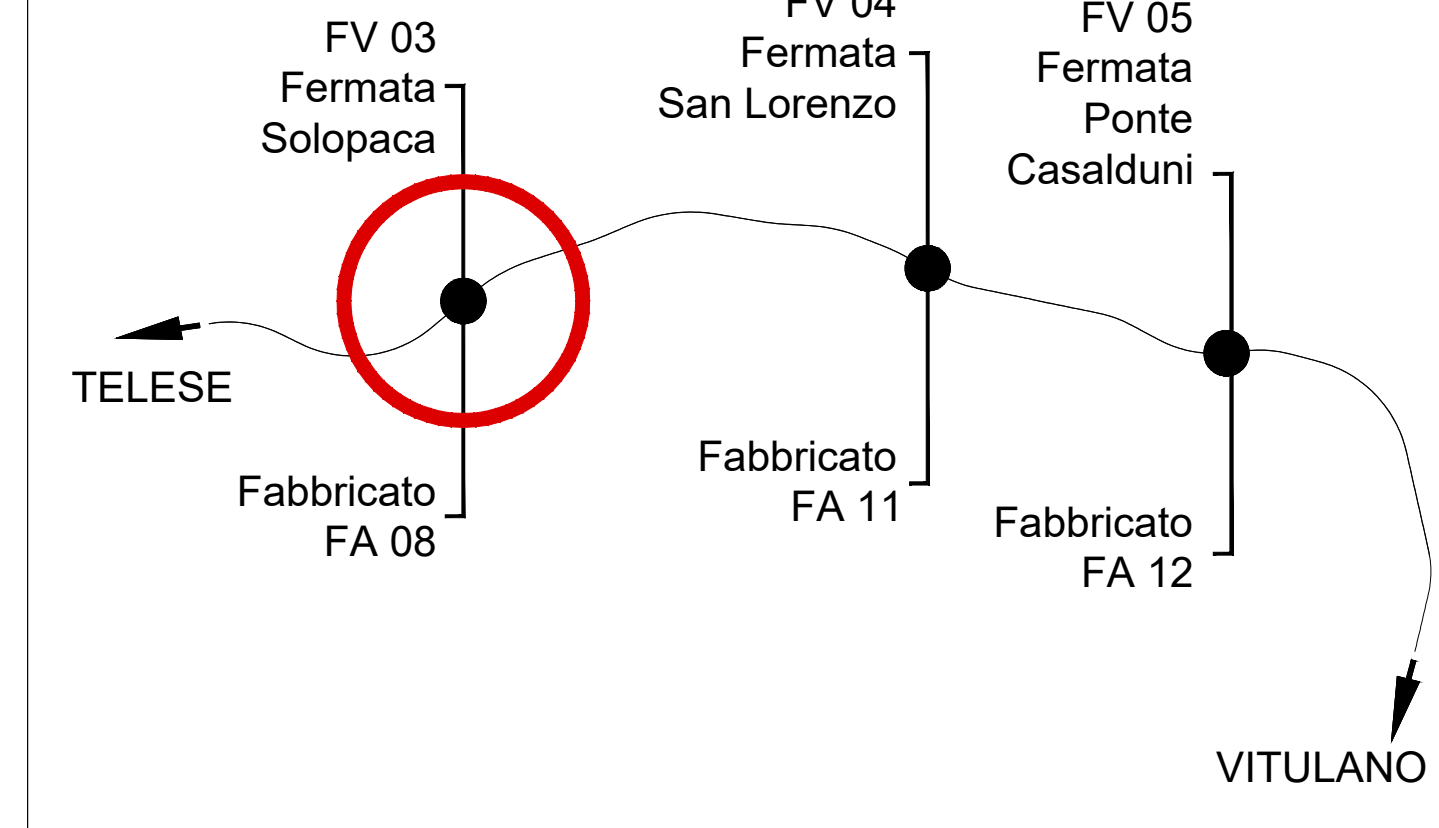 FV 03
Fermata
Solopaca
FV 04
Fermata
San Lorenzo
FV 05
Fermata
Ponte
Casalduni
TELESE
Fabbricato
FA 08
Fabbricato
FA 11
Fabbricato
FA 12
VITULANO